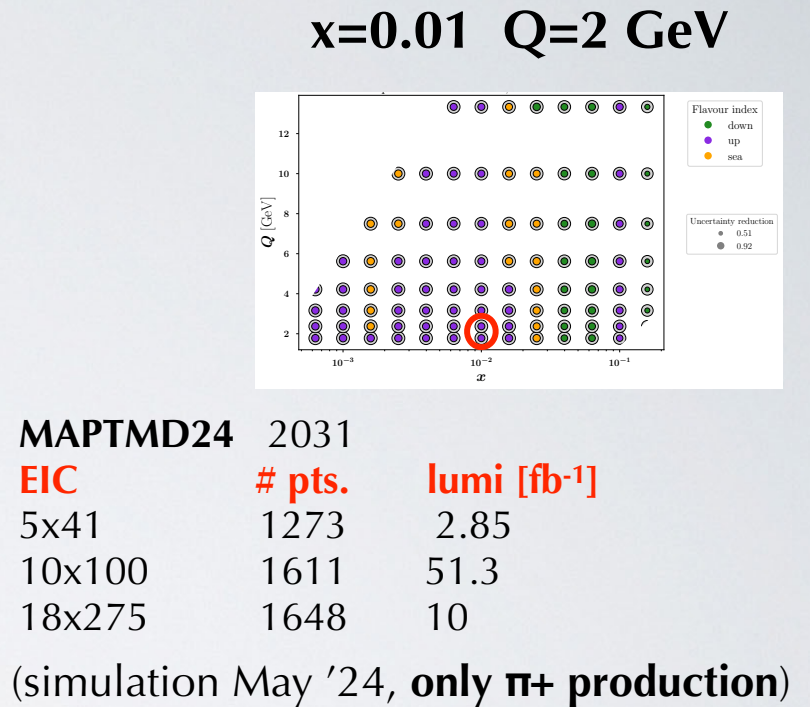 x=0.01 Q=2 GeV
Flavour index
down
up
sea
Uncertainty reduction
0.51
0.92
Q [GeV]
12
10
8
6
4
2
10⁻³ 10⁻² 10⁻¹
x
MAPTMD24 2031
EIC # pts. lumi [fb⁻¹]
5x41 1273 2.85
10x100 1611 51.3
18x275 1648 10
(simulation May ’24, only π+ production)